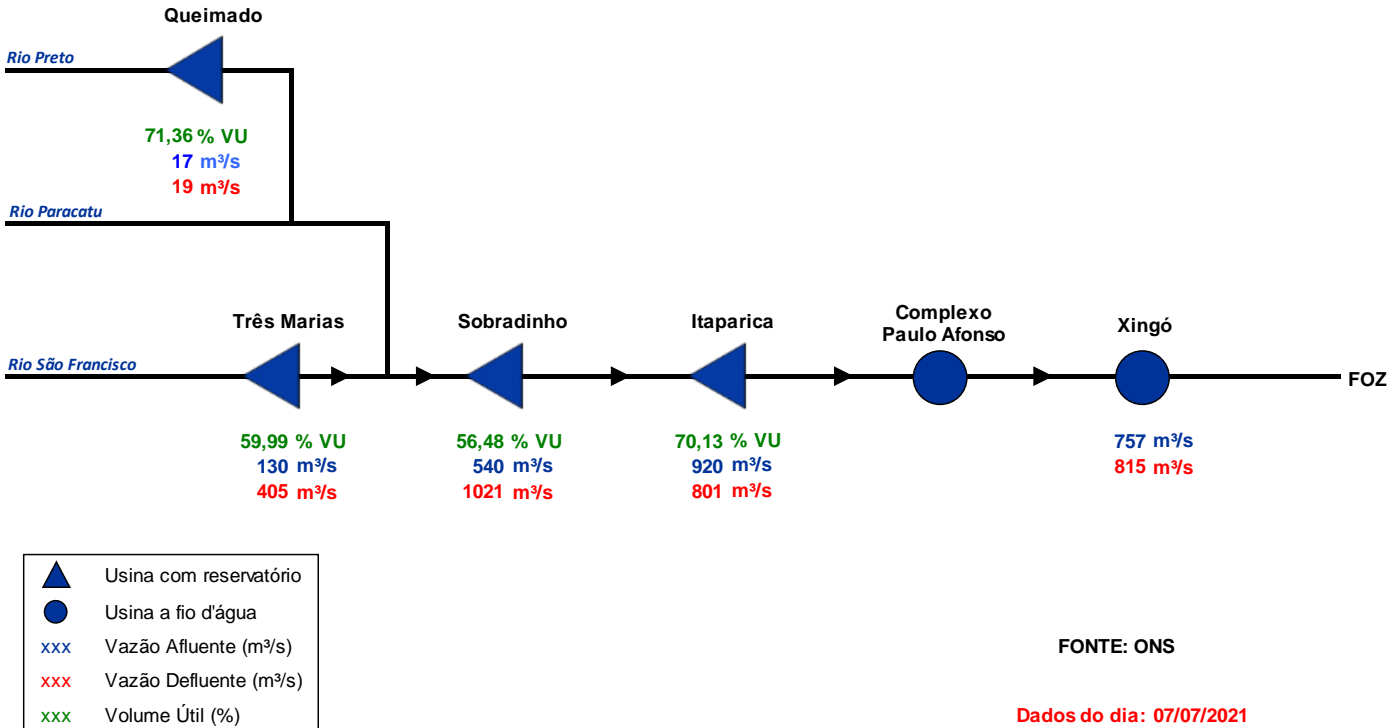 Queimado
Rio Preto
71,36 % VU
17 m³/s
19 m³/s
Rio Paracatu
Três Marias
Sobradinho
Itaparica
Complexo
Paulo Afonso
Xingó
Rio São Francisco
FOZ
59,99 % VU
130 m³/s
405 m³/s
56,48 % VU
540 m³/s
1021 m³/s
70,13 % VU
920 m³/s
801 m³/s
757 m³/s
815 m³/s
Usina com reservatório
Usina a fio d'água
xxx Vazão Afluente (m³/s)
xxx Vazão Defluente (m³/s)
xxx Volume Útil (%)
FONTE: ONS
Dados do dia: 07/07/2021